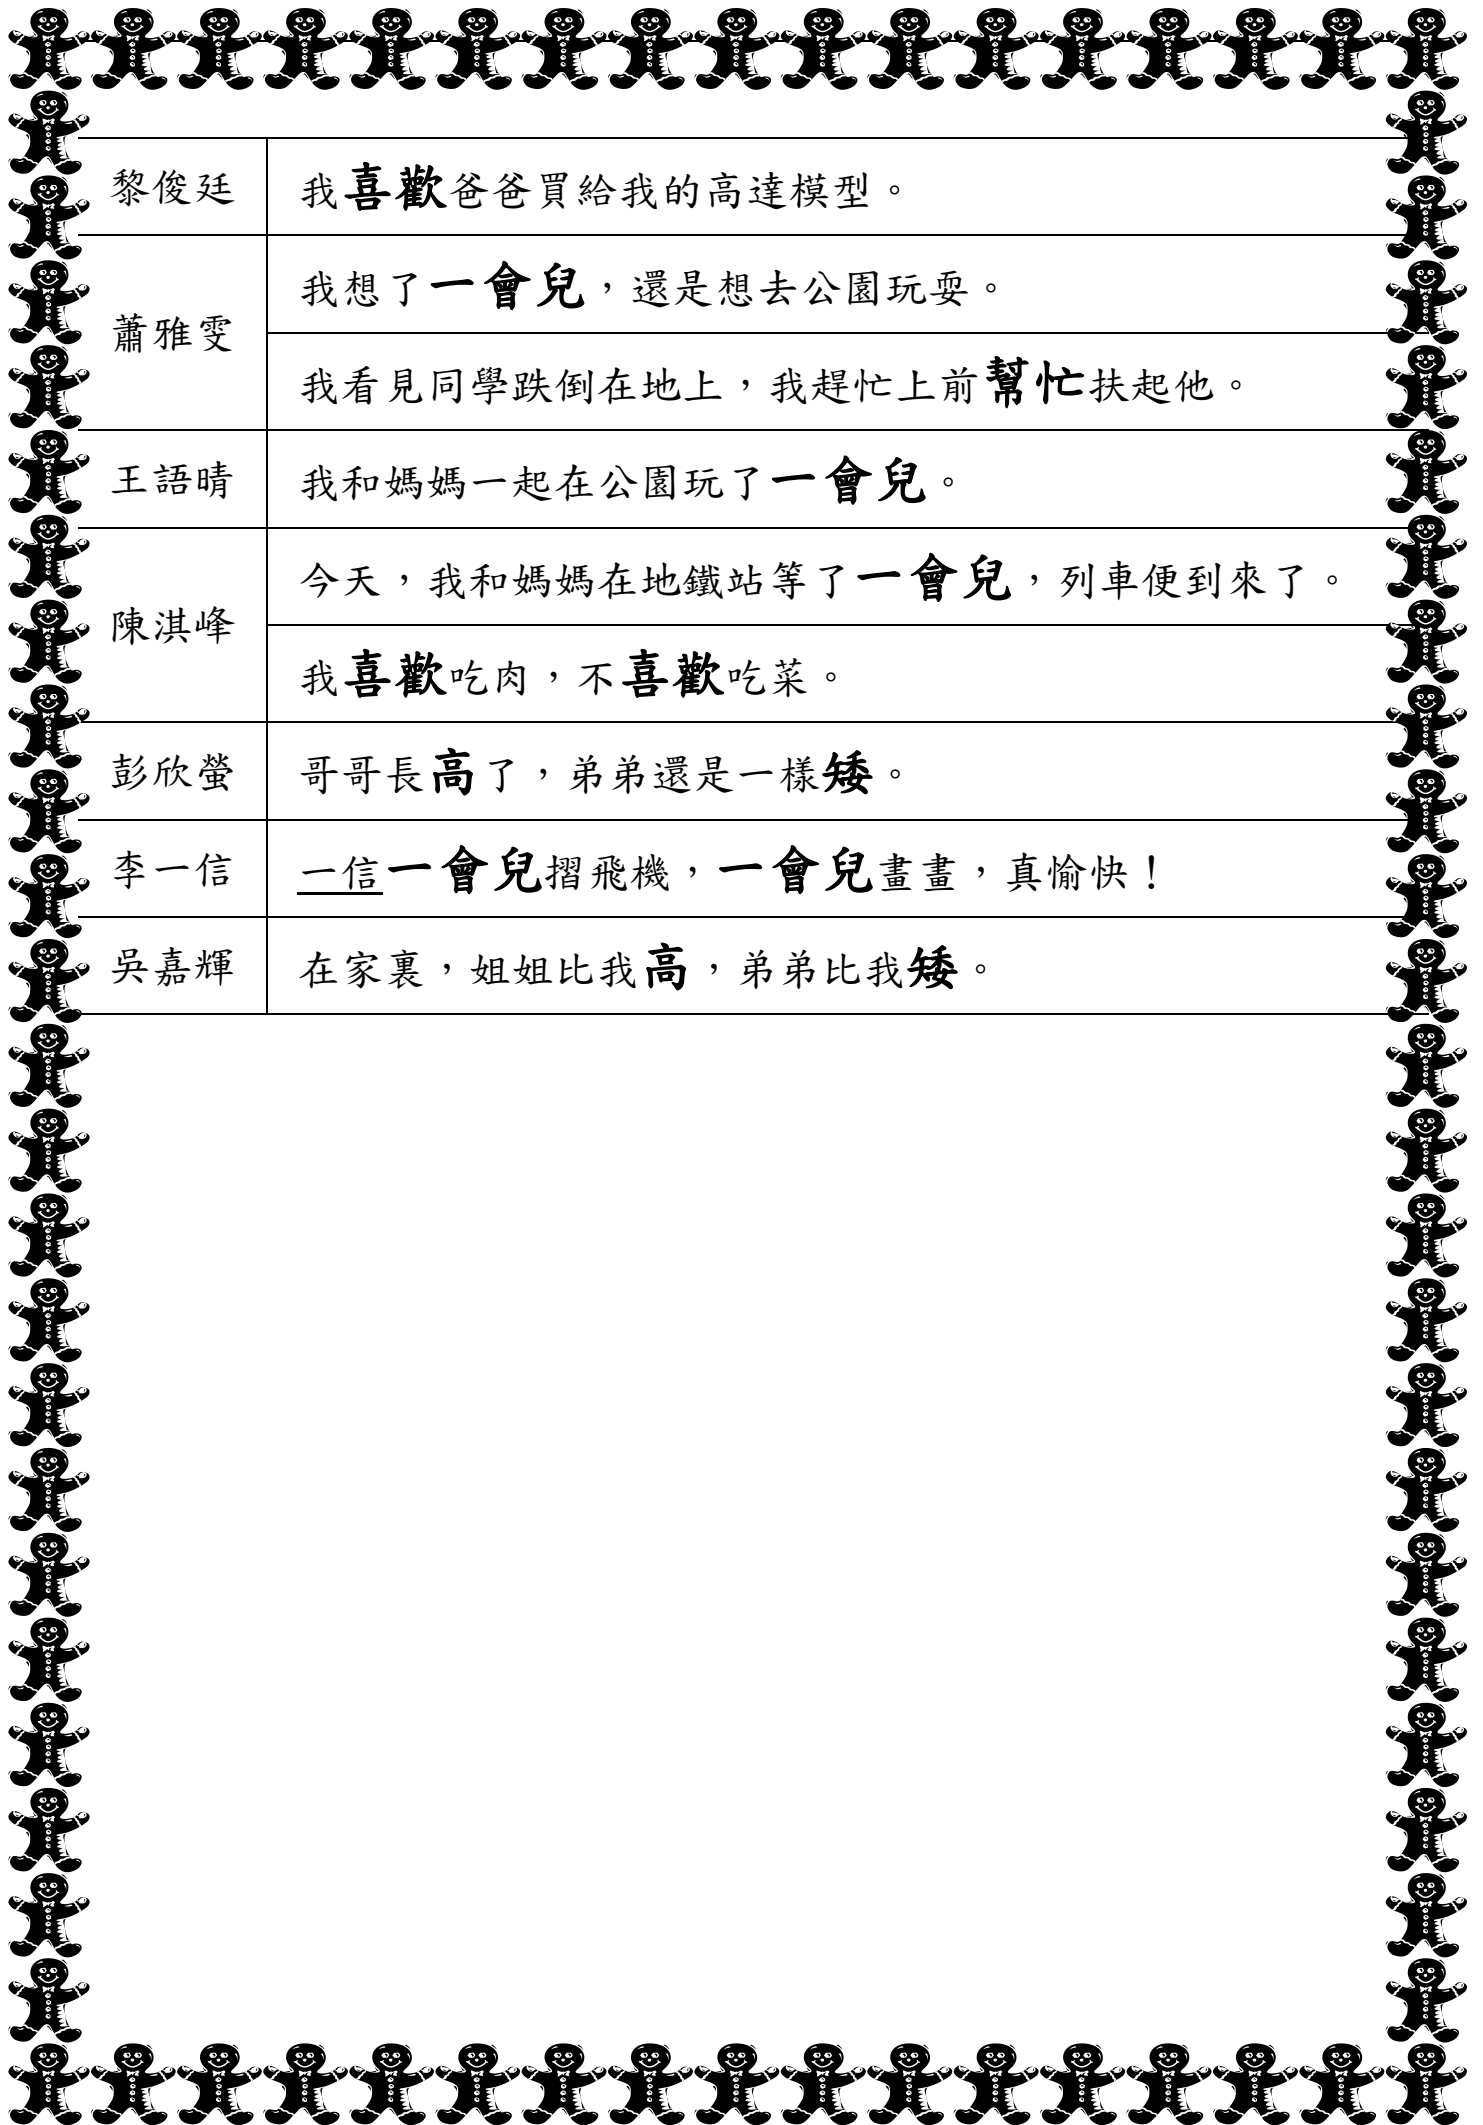 黎俊廷 我喜歡爸爸買給我的高達模型。
蕭雅雯 我想了一會兒，還是想去公園玩耍。
我看見同學跌倒在地上，我趕忙上前幫忙扶起他。
王語晴 我和媽媽一起在公園玩了一會兒。
陳淇峰 今天，我和媽媽在地鐵站等了一會兒，列車便到來了。
我喜歡吃肉，不喜歡吃菜。
彭欣螢 哥哥長高了，弟弟還是一樣矮。
李一信 一信一會兒摺飛機，一會兒畫畫，真愉快！
吳嘉輝 在家裏，姐姐比我高，弟弟比我矮。